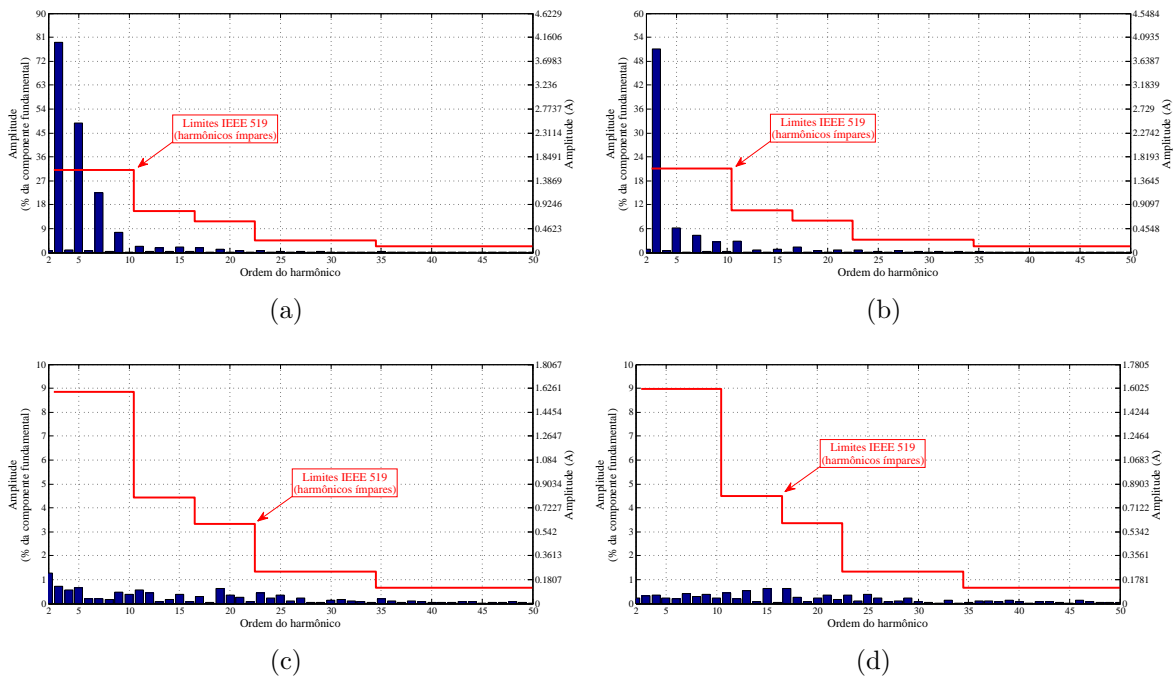 90
81
72
63
54
45
36
27
18
9
0
4.6229
4.1606
3.6983
3.236
2.7737
2.3114
1.8491
1.3869
0.9246
0.4623
0
2 5 10 15 20 25 30 35 40 45 50
Amplitude
(% da componente fundamental)
Amplitude (A)
Limites IEEE 519
(harmônicos ímpares)
Ordem do harmônico
(a)
60
54
48
42
36
30
24
18
12
6
0
4.5484
4.0935
3.6387
3.1839
2.729
2.2742
1.8193
1.3645
0.9097
0.4548
0
2 5 10 15 20 25 30 35 40 45 50
Amplitude
(% da componente fundamental)
Amplitude (A)
Limites IEEE 519
(harmônicos ímpares)
Ordem do harmônico
(b)
10
9
9
7
6
5
4
3
2
1
0
1.8067
1.6261
1.4454
1.2647
1.084
0.9034
0.7227
0.542
0.3613
0.1807
0
2 5 10 15 20 25 30 35 40 45 50
Amplitude
(% da componente fundamental)
Amplitude (A)
Limites IEEE 519
(harmônicos ímpares)
Ordem do harmônico
(c)
10
9
9
7
6
5
4
3
2
1
0
1.7805
1.6025
1.4244
1.2464
1.0683
0.8903
0.7122
0.5342
0.3561
0.1781
0
2 5 10 15 20 25 30 35 40 45 50
Amplitude
(% da componente fundamental)
Amplitude (A)
Limites IEEE 519
(harmônicos ímpares)
Ordem do harmônico
(d)